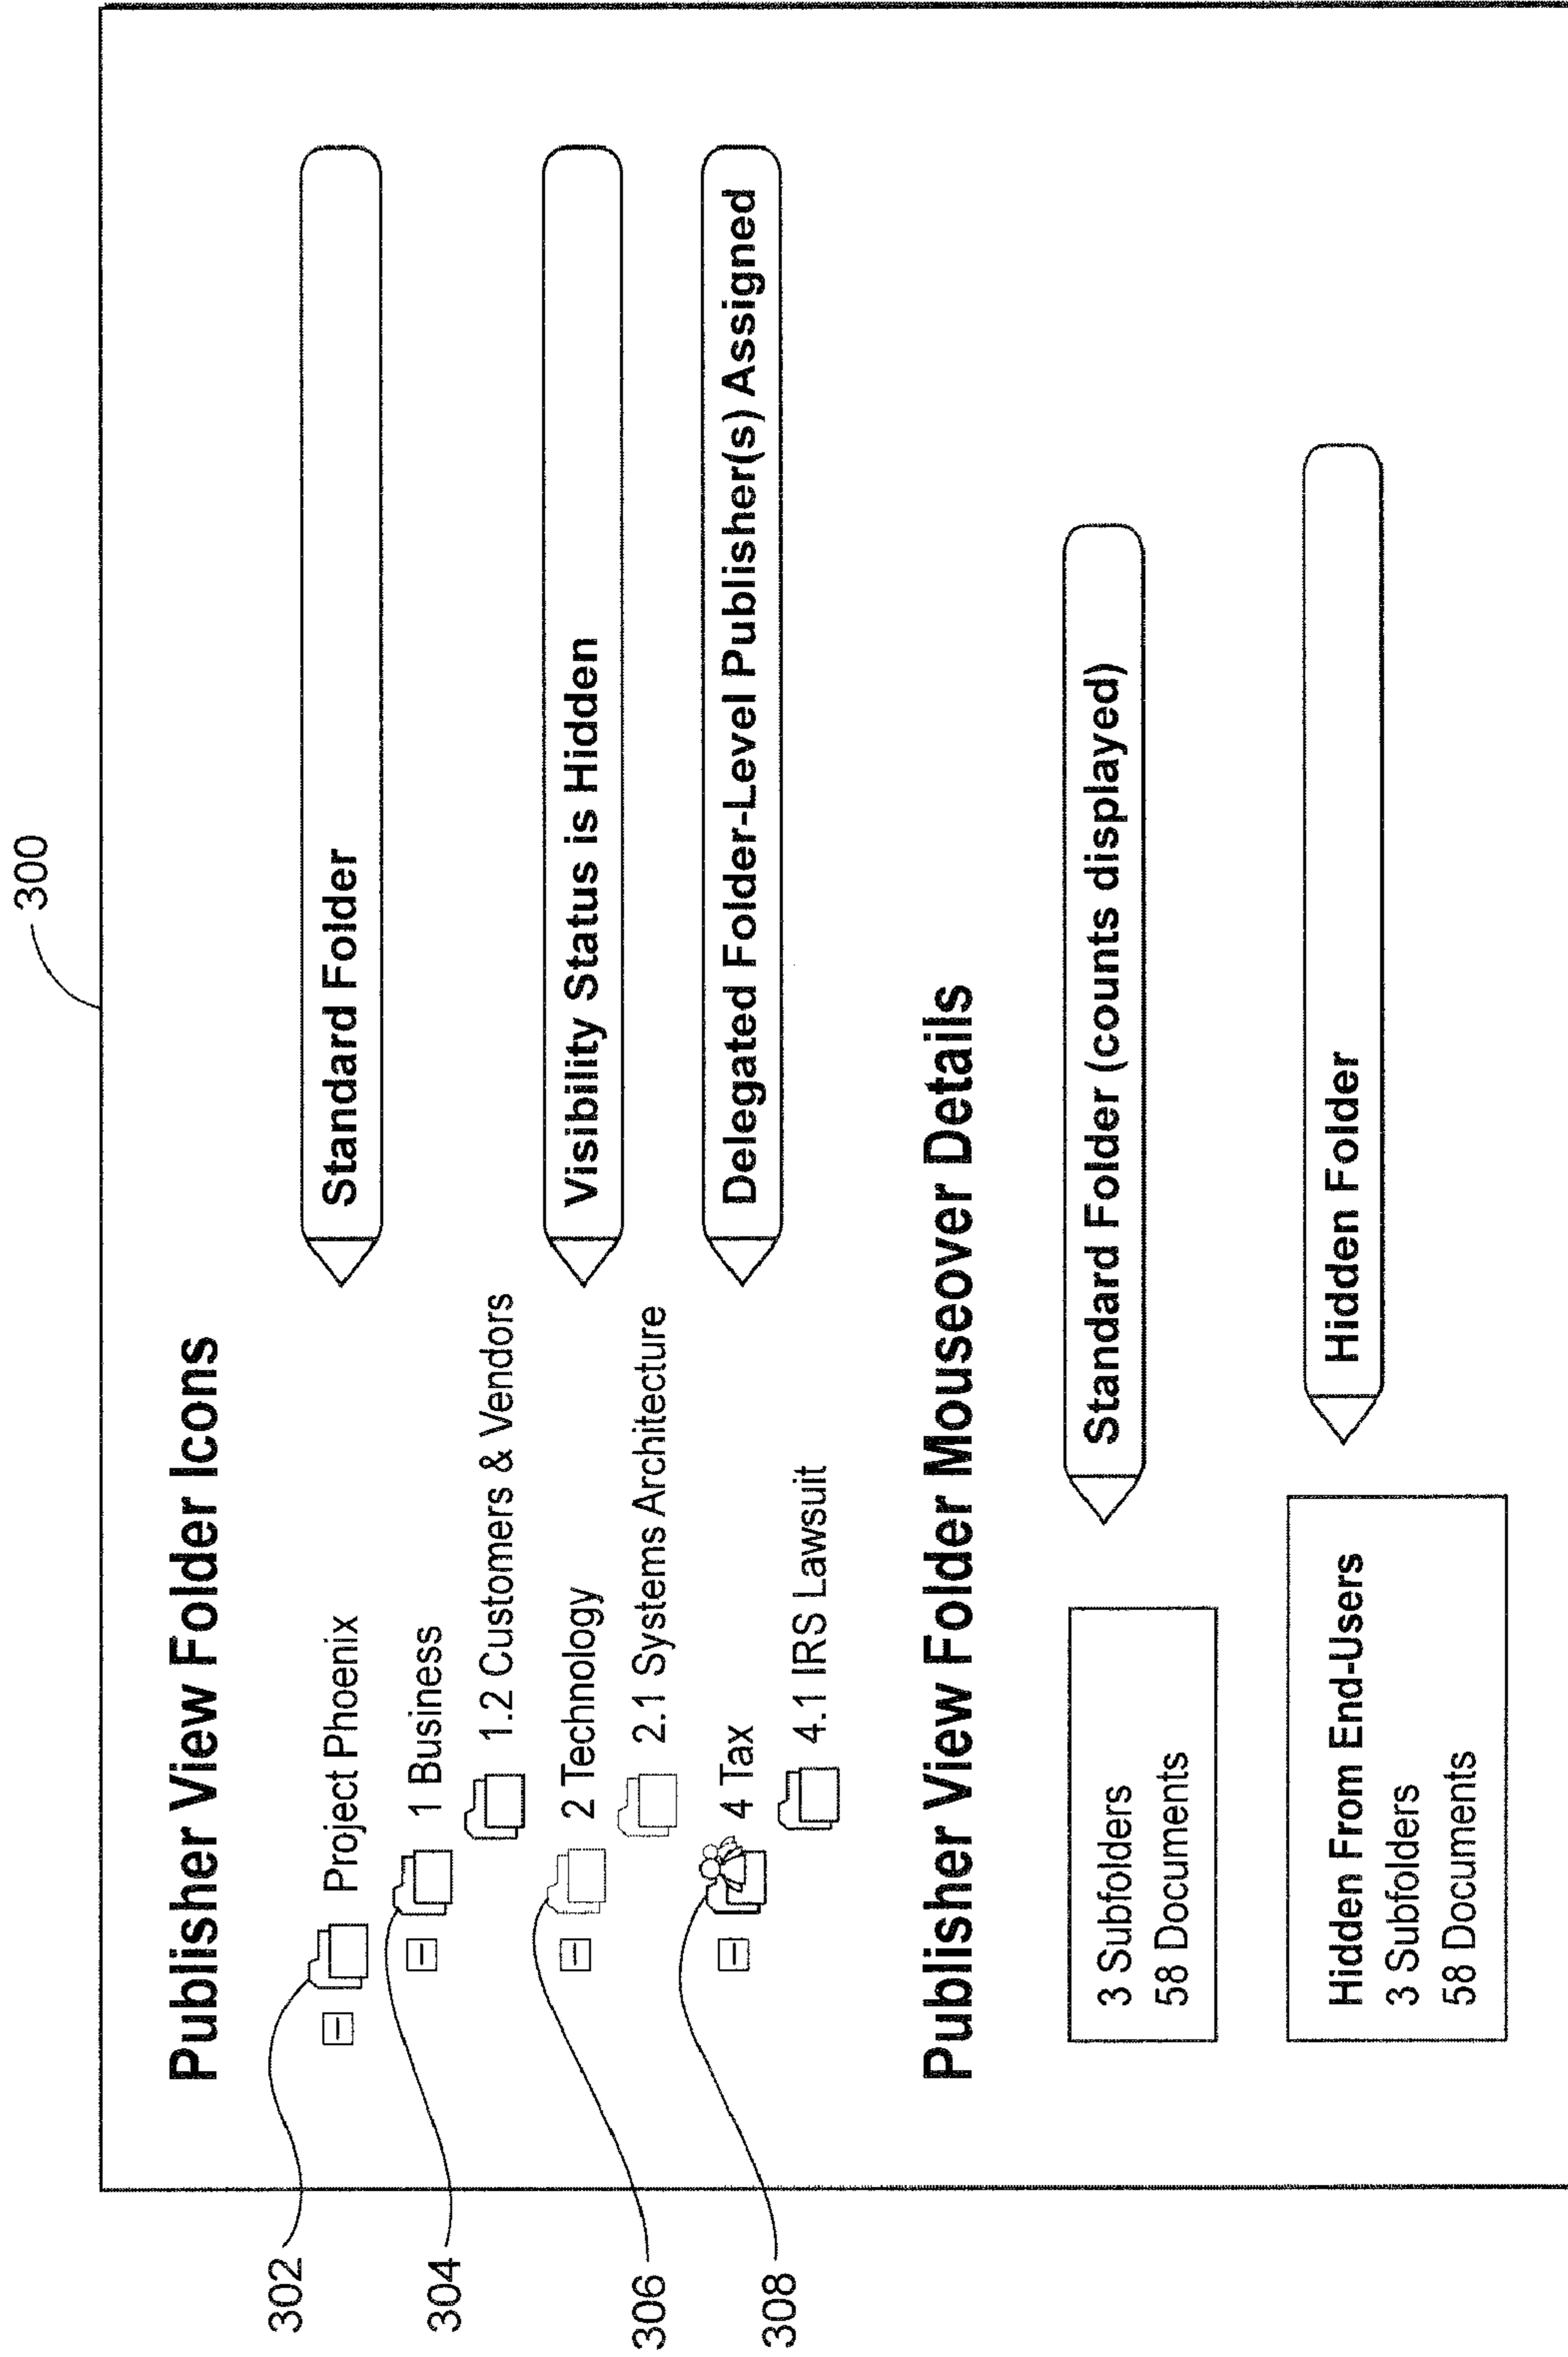 300
Publisher View Folder Icons
302
Project Phoenix
Standard Folder
304
1 Business
1.2 Customers & Vendors
306
2 Technology
Visibility Status is Hidden
2.1 Systems Architecture
308
4 Tax
Delegated Folder-Level Publisher(s) Assigned
4.1 IRS Lawsuit
Publisher View Folder Mouseover Details
3 Subfolders
58 Documents
Standard Folder (counts displayed)
Hidden From End-Users
3 Subfolders
58 Documents
Hidden Folder